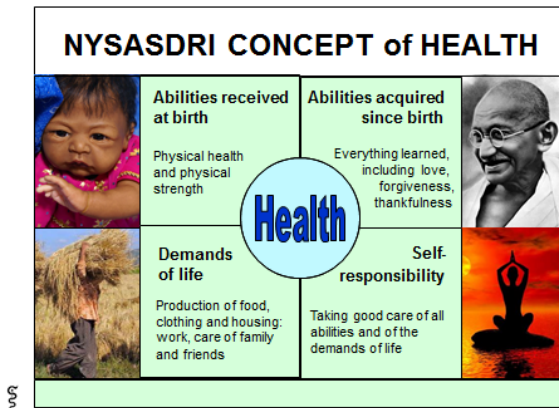 NYSASDRI CONCEPT of HEALTH
Abilities received
at birth
Physical health
and physical
strength
Abilities acquired
since birth
Everything learned,
including love,
forgiveness,
thankfulness
Health
Demands
of life
Production of food,
clothing and housing:
work, care of family
and friends
Self-
responsibility
Taking good care of all
abilities and of the
demands of life